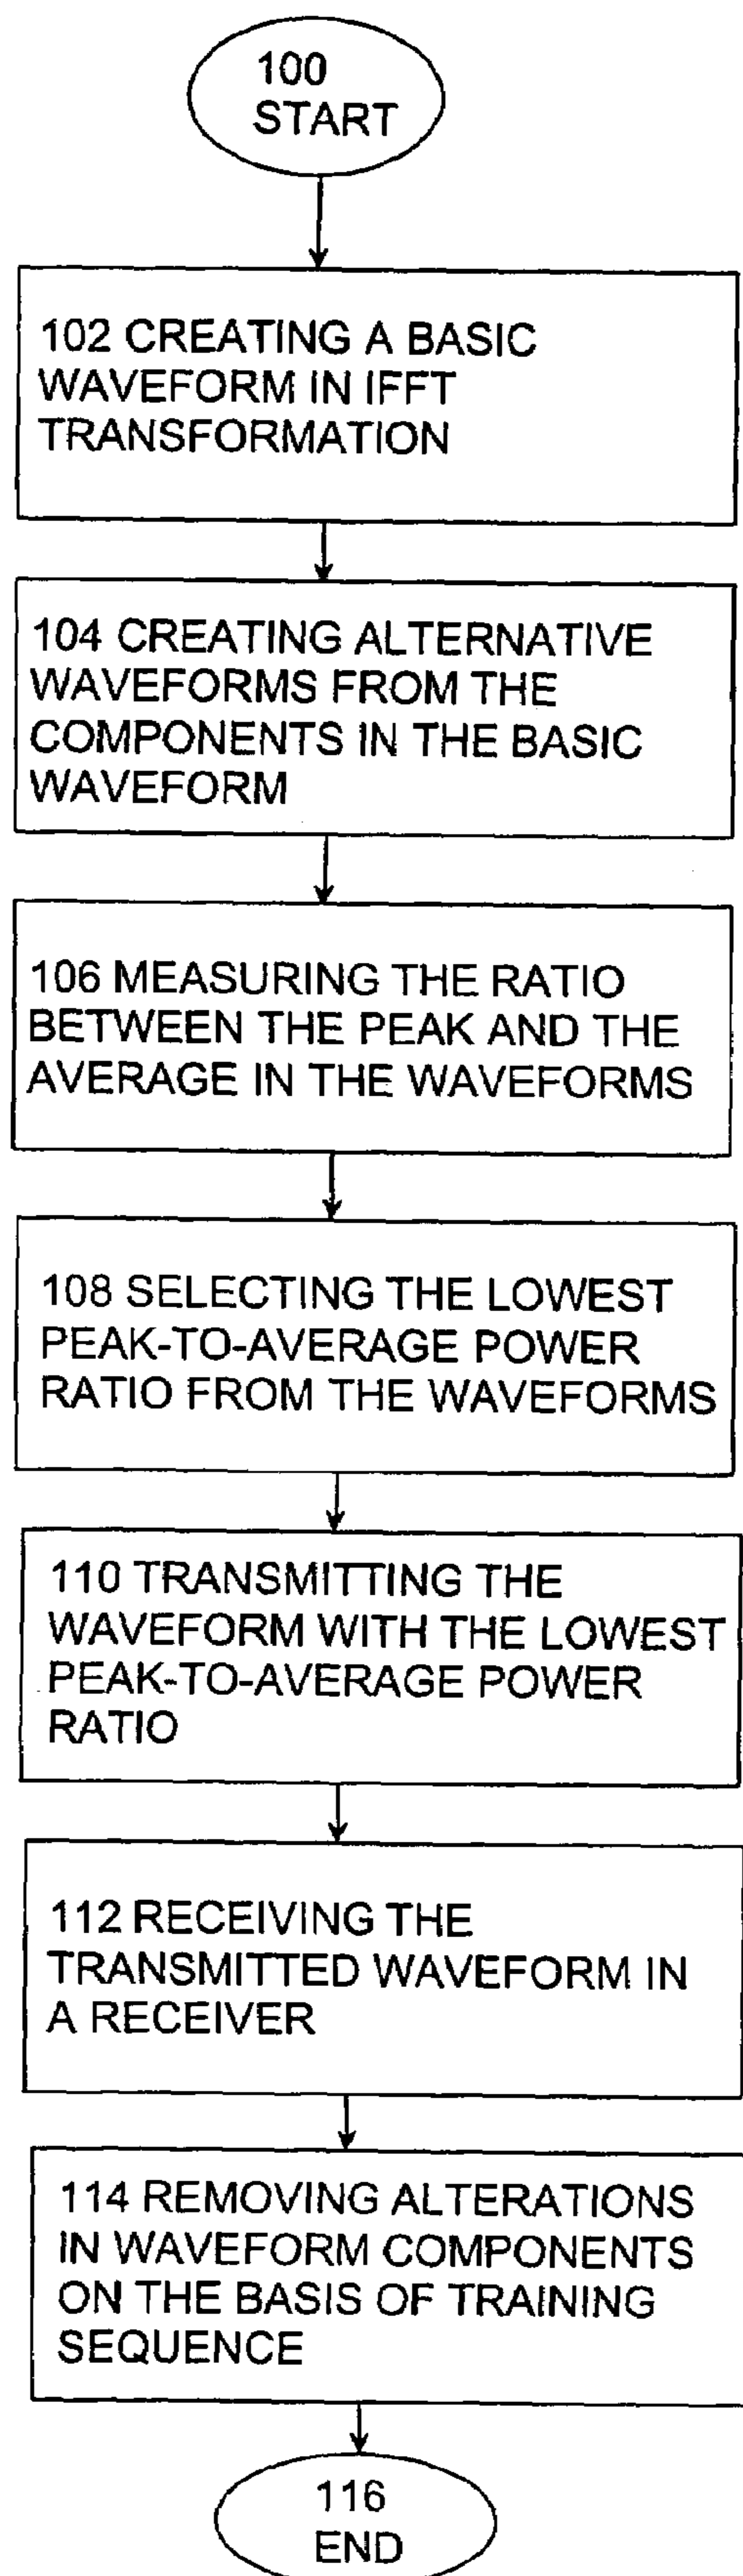 100
START
102 CREATING A BASIC
WAVEFORM IN IFFT
TRANSFORMATION
104 CREATING ALTERNATIVE
WAVEFORMS FROM THE
COMPONENTS IN THE BASIC
WAVEFORM
106 MEASURING THE RATIO
BETWEEN THE PEAK AND THE
AVERAGE IN THE WAVEFORMS
108 SELECTING THE LOWEST
PEAK-TO-AVERAGE POWER
RATIO FROM THE WAVEFORMS
110 TRANSMITTING THE
WAVEFORM WITH THE LOWEST
PEAK-TO-AVERAGE POWER
RATIO
112 RECEIVING THE
TRANSMITTED WAVEFORM IN
A RECEIVER
114 REMOVING ALTERATIONS
IN WAVEFORM COMPONENTS
ON THE BASIS OF TRAINING
SEQUENCE
116
END